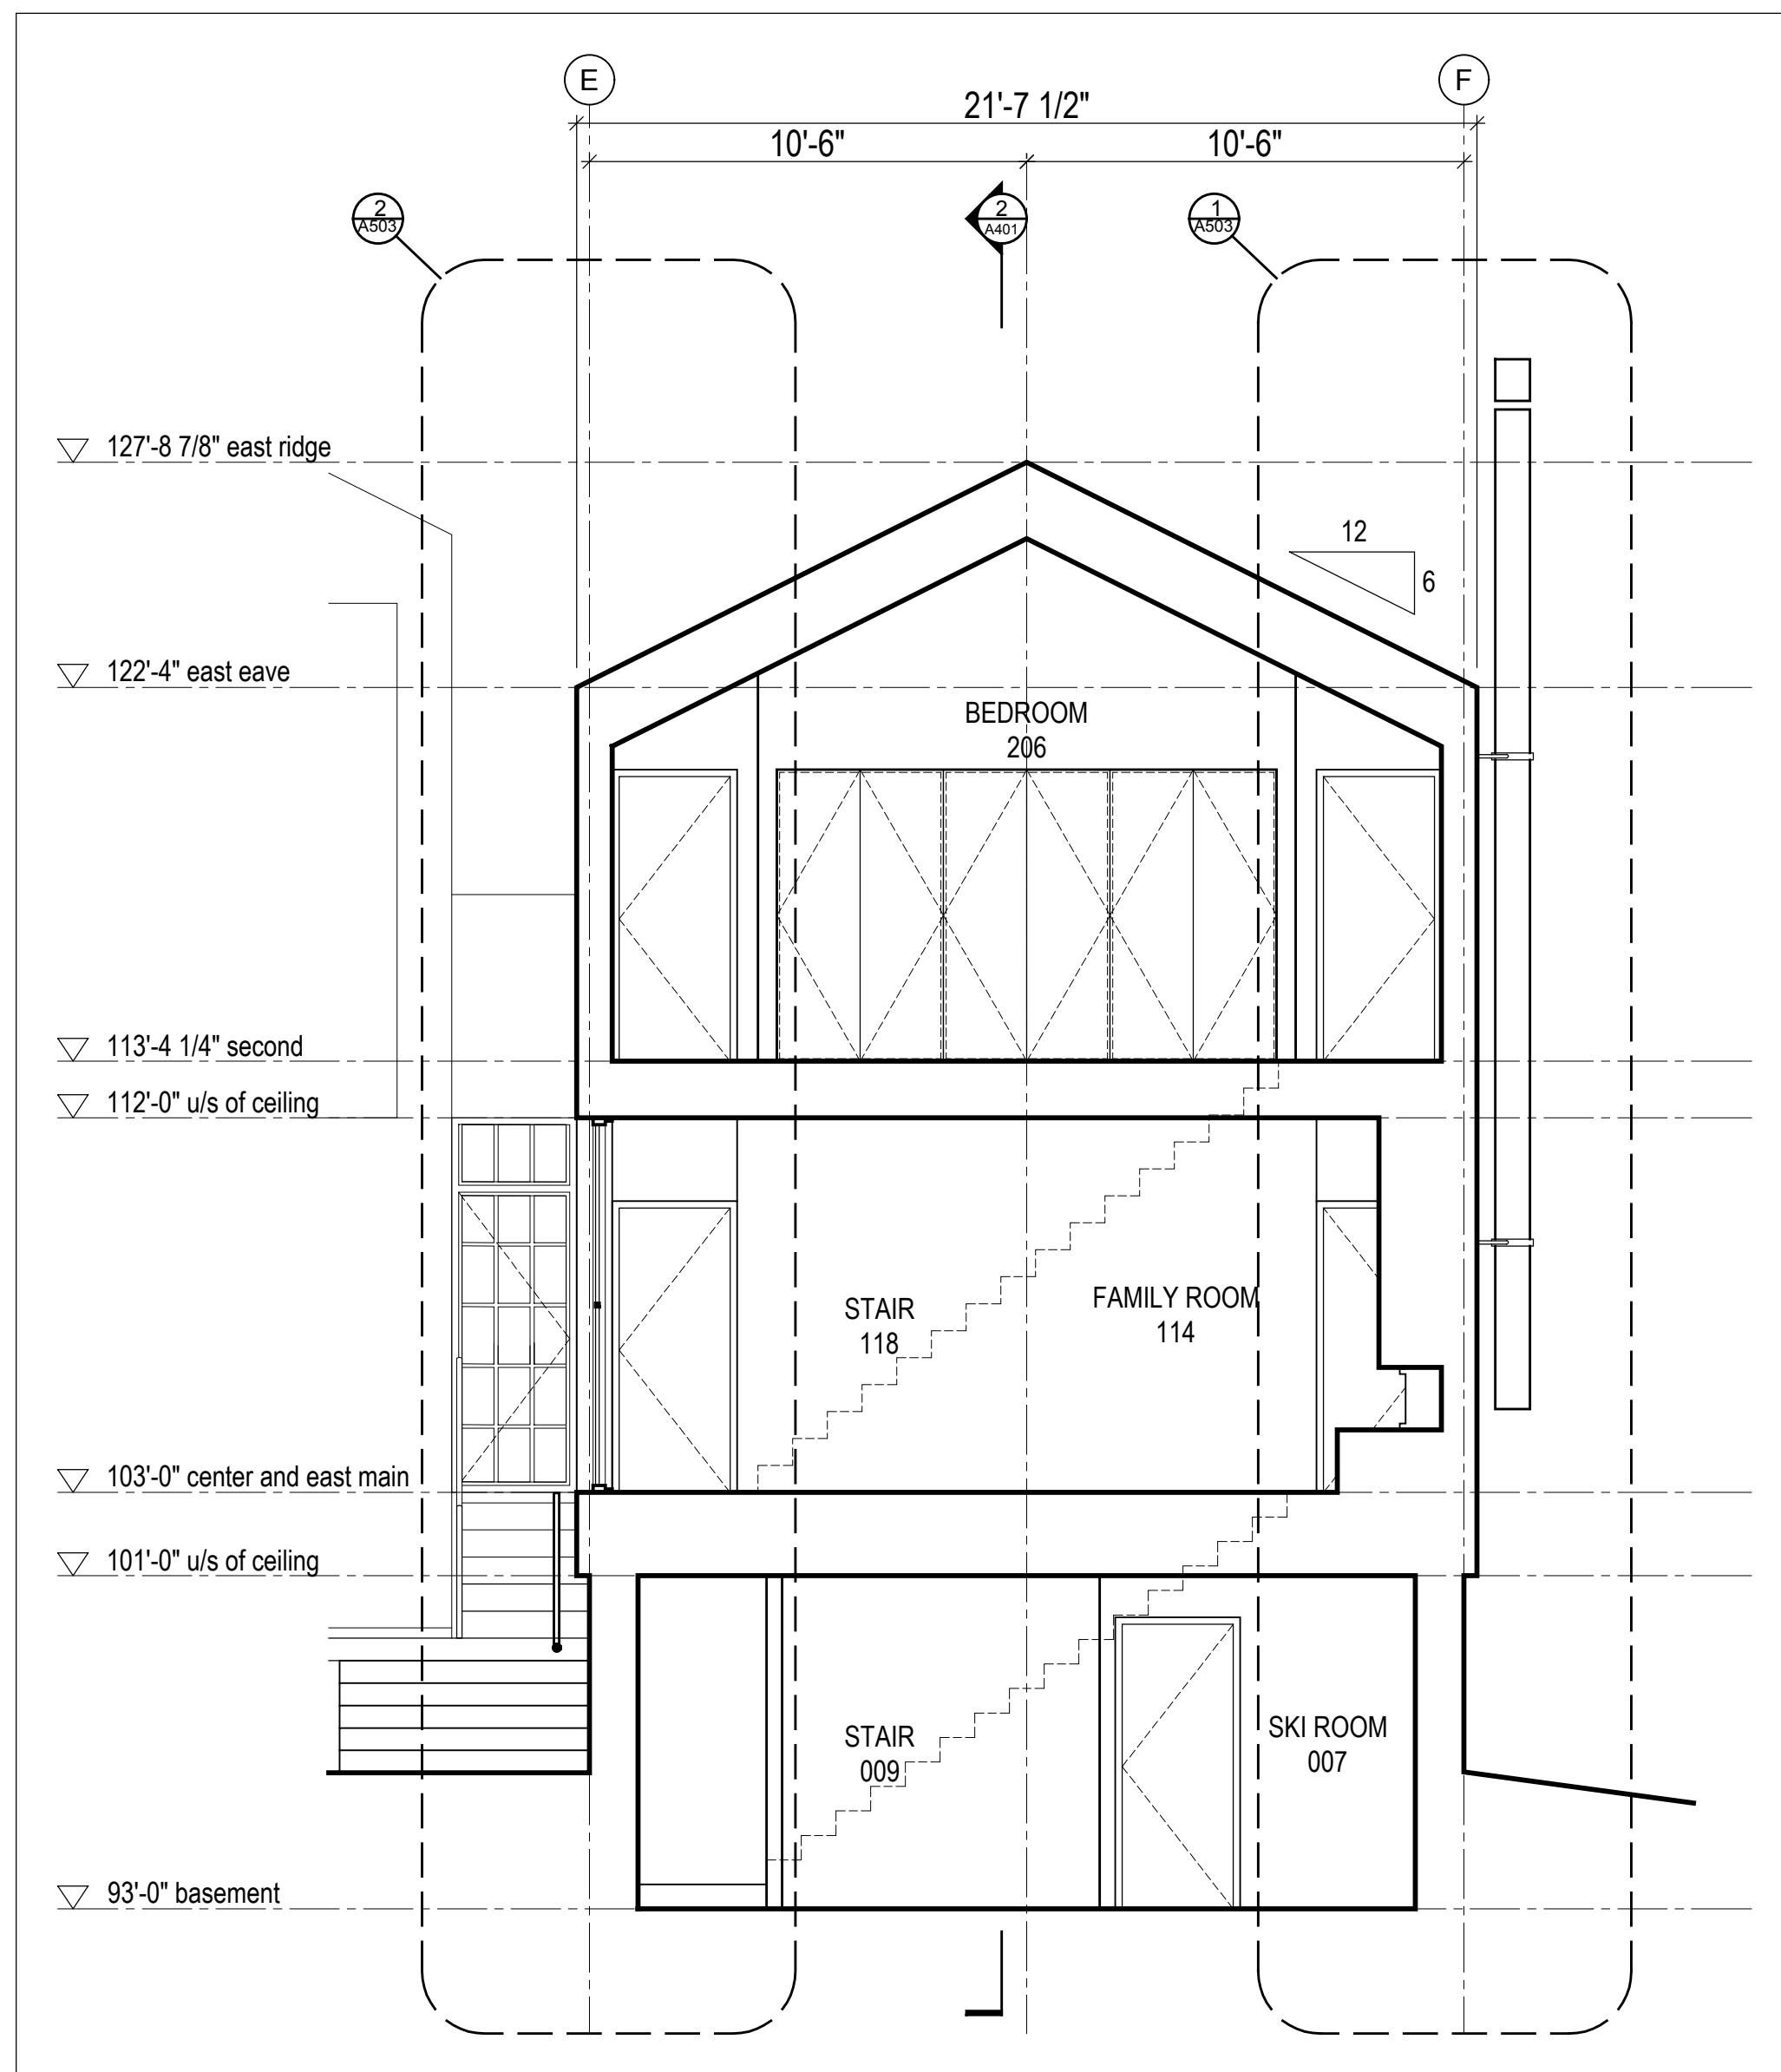 E
F
21'-7 1/2"
10'-6"
10'-6"
2
A503
2
A401
1
A503
127'-8 7/8" east ridge
12
6
122'-4" east eave
BEDROOM
206
113'-4 1/4" second
112'-0" u/s of ceiling
STAIR
118
FAMILY ROOM
114
103'-0" center and east main
101'-0" u/s of ceiling
STAIR
009
SKI ROOM
007
93'-0" basement